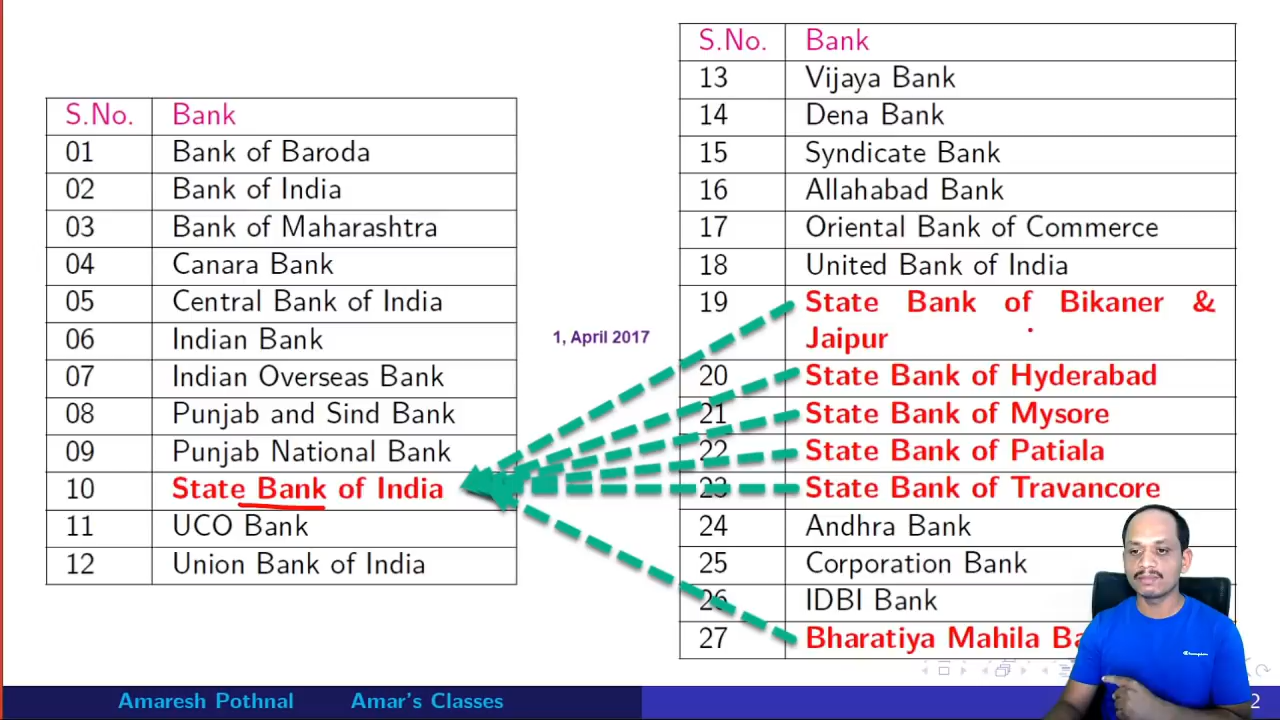 S.No. Bank
01 Bank of Baroda
02 Bank of India
03 Bank of Maharashtra
04 Canara Bank
05 Central Bank of India
06 Indian Bank
07 Indian Overseas Bank
08 Punjab and Sind Bank
09 Punjab National Bank
10 State Bank of India
11 UCO Bank
12 Union Bank of India
1, April 2017
S.No. Bank
13 Vijaya Bank
14 Dena Bank
15 Syndicate Bank
16 Allahabad Bank
17 Oriental Bank of Commerce
18 United Bank of India
19 State Bank of Bikaner &
Jaipur
20 State Bank of Hyderabad
21 State Bank of Mysore
22 State Bank of Patiala
23 State Bank of Travancore
24 Andhra Bank
25 Corporation Bank
26 IDBI Bank
27 Bharatiya Mahila Ba
Champion
Amaresh Pothnal Amar's Classes
2